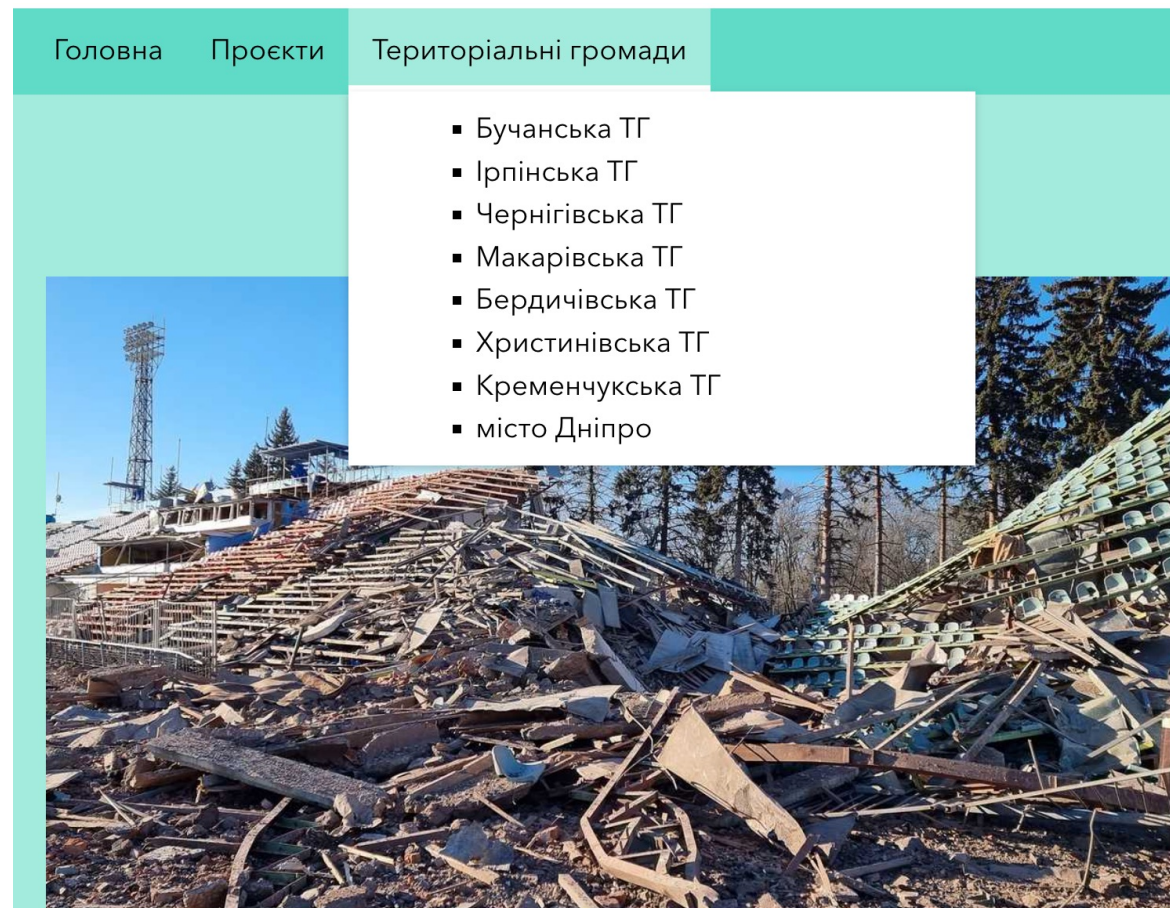 Головна Проєкти Територіальні громади
Бучанська ТГ
Ірпінська ТГ
Чернігівська ТГ
Макарівська ТГ
Бердичівська ТГ
Христинівська ТГ
Кременчукська ТГ
місто Дніпро